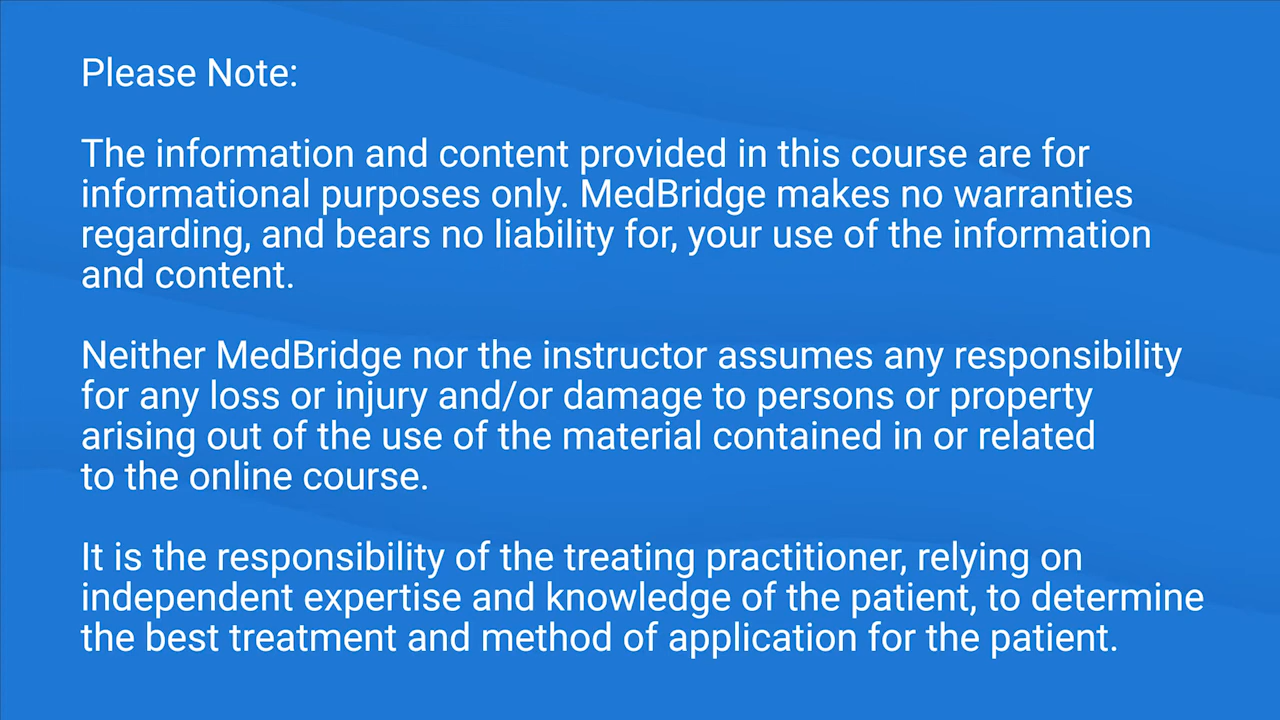 Please Note:
The information and content provided in this course are for
informational purposes only. MedBridge makes no warranties
regarding, and bears no liability for, your use of the information
and content.
Neither MedBridge nor the instructor assumes any responsibility
for any loss or injury and/or damage to persons or property
arising out of the use of the material contained in or related
to the online course.
It is the responsibility of the treating practitioner, relying on
independent expertise and knowledge of the patient, to determine
the best treatment and method of application for the patient.